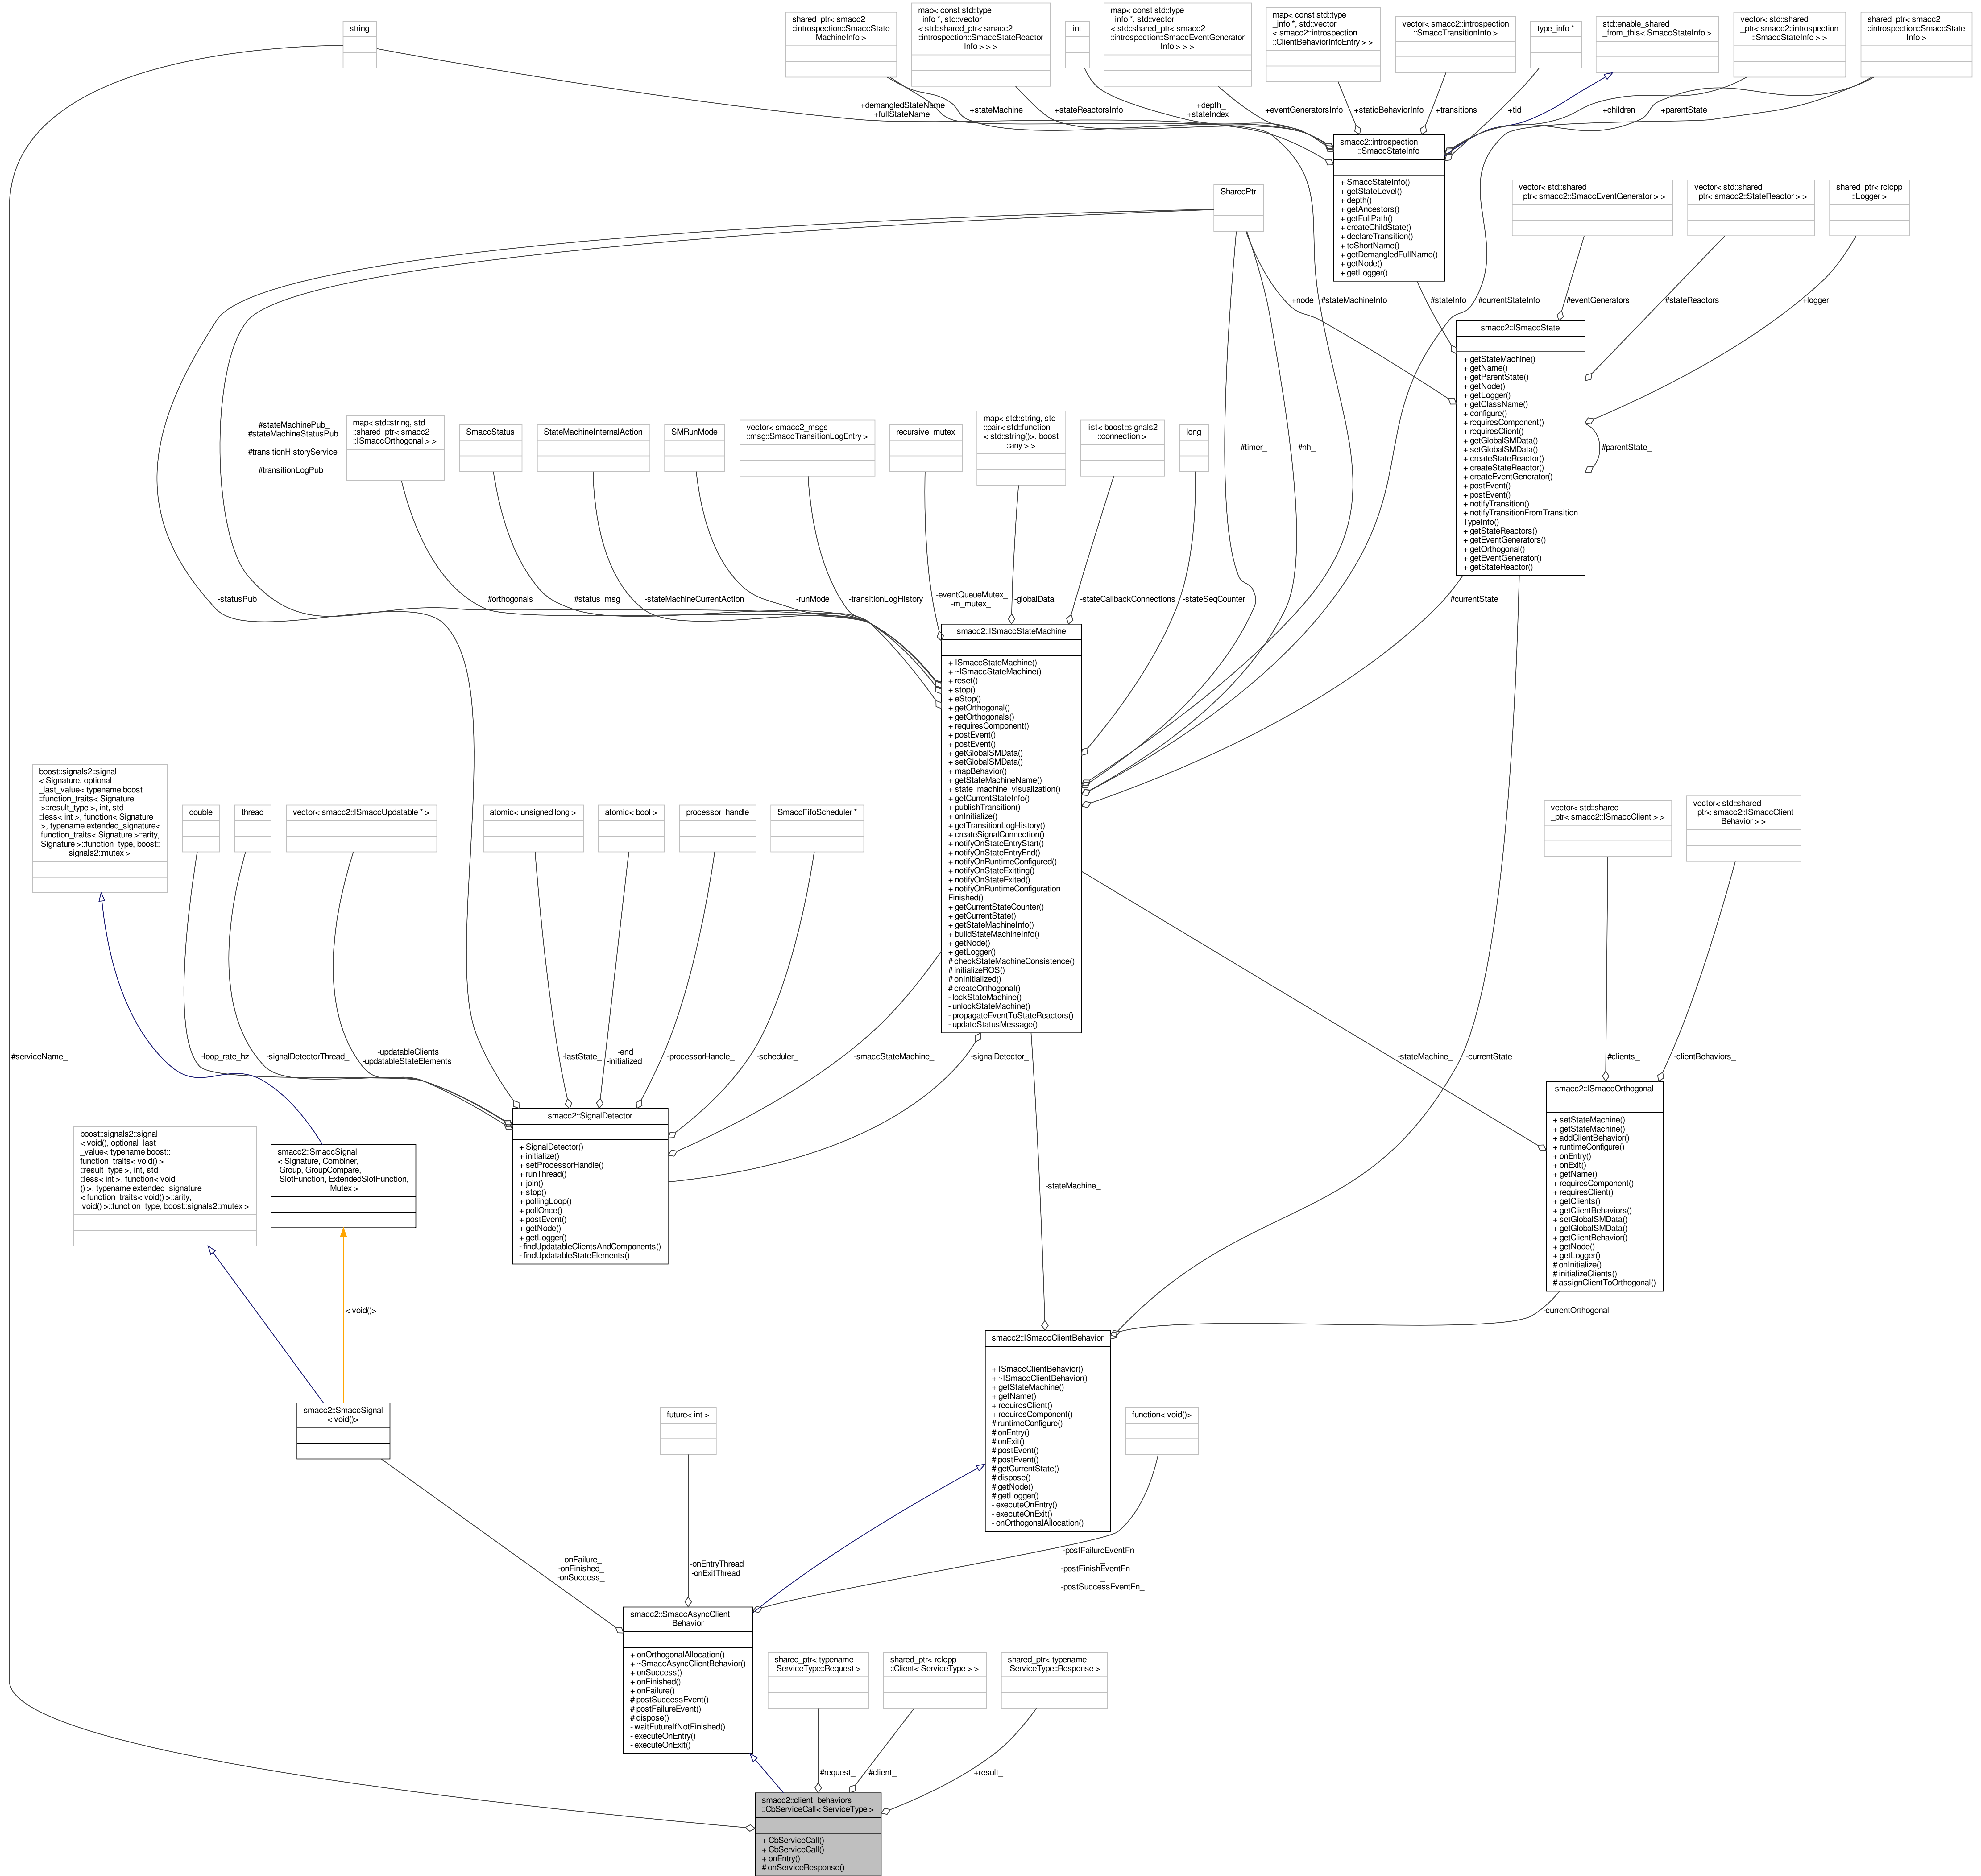 string
shared_ptr< smacc2
::introspection::SmaccState
MachineInfo >
map< const std::type
_info *, std::vector
< std::shared_ptr< smacc2
::introspection::SmaccStateReactor
Info > > >
int
map< const std::type
_info *, std::vector
< std::shared_ptr< smacc2
::introspection::SmaccEventGenerator
Info > > >
map< const std::type
_info *, std::vector
< smacc2::introspection
::ClientBehaviorInfoEntry > >
vector< smacc2::introspection
::SmaccTransitionInfo >
type_info *
std::enable_shared
_from_this< SmaccStateInfo >
vector< std::shared
_ptr< smacc2::introspection
::SmaccStateInfo > >
shared_ptr< smacc2
::introspection::SmaccState
Info >
+demangledStateName
+fullStateName
+stateMachine_
+stateReactorsInfo
+depth_
+stateIndex_
+eventGeneratorsInfo
+staticBehaviorInfo
+transitions_
+tid_
+children_
+parentState_
smacc2::introspection
::SmaccStateInfo
+ SmaccStateInfo()
+ getStateLevel()
+ depth()
+ getAncestors()
+ getFullPath()
+ createChildState()
+ declareTransition()
+ toShortName()
+ getDemangledFullName()
+ getNode()
+ getLogger()
SharedPtr
vector< std::shared
_ptr< smacc2::SmaccEventGenerator > >
vector< std::shared
_ptr< smacc2::StateReactor > >
shared_ptr< rclcpp
::Logger >
+node_
#stateMachineInfo_
#stateInfo_
#currentStateInfo_
#eventGenerators_
#stateReactors_
+logger_
smacc2::ISmaccState
+ getStateMachine()
+ getName()
+ getParentState()
+ getNode()
+ getLogger()
+ getClassName()
+ configure()
+ requiresComponent()
+ requiresClient()
+ getGlobalSMData()
+ setGlobalSMData()
+ createStateReactor()
+ createStateReactor()
+ createEventGenerator()
+ postEvent()
+ postEvent()
+ notifyTransition()
+ notifyTransitionFromTransition
TypeInfo()
+ getStateReactors()
+ getEventGenerators()
+ getOrthogonal()
+ getEventGenerator()
+ getStateReactor()
#parentState_
#stateMachinePub_
#stateMachineStatusPub
_
#transitionHistoryService
_
#transitionLogPub_
map< std::string, std
::shared_ptr< smacc2
::ISmaccOrthogonal > >
SmaccStatus
StateMachineInternalAction
SMRunMode
vector< smacc2_msgs
::msg::SmaccTransitionLogEntry >
recursive_mutex
map< std::string, std
::pair< std::function
< std::string()>, boost
::any > >
list< boost::signals2
::connection >
long
#timer_
#nh_
-statusPub_
#orthogonals_
#status_msg_
-stateMachineCurrentAction
-runMode_
-transitionLogHistory_
-eventQueueMutex_
-m_mutex_
-globalData_
-stateCallbackConnections
-stateSeqCounter_
#currentState_
smacc2::ISmaccStateMachine
+ ISmaccStateMachine()
+ ~ISmaccStateMachine()
+ reset()
+ stop()
+ eStop()
+ getOrthogonal()
+ getOrthogonals()
+ requiresComponent()
+ postEvent()
+ postEvent()
+ getGlobalSMData()
+ setGlobalSMData()
+ mapBehavior()
+ getStateMachineName()
+ state_machine_visualization()
+ getCurrentStateInfo()
+ publishTransition()
+ onInitialize()
+ getTransitionLogHistory()
+ createSignalConnection()
+ notifyOnStateEntryStart()
+ notifyOnStateEntryEnd()
+ notifyOnRuntimeConfigured()
+ notifyOnStateExitting()
+ notifyOnStateExited()
+ notifyOnRuntimeConfiguration
Finished()
+ getCurrentStateCounter()
+ getCurrentState()
+ getStateMachineInfo()
+ buildStateMachineInfo()
+ getNode()
+ getLogger()
# checkStateMachineConsistence()
# initializeROS()
# onInitialized()
# createOrthogonal()
- lockStateMachine()
- unlockStateMachine()
- propagateEventToStateReactors()
- updateStatusMessage()
boost::signals2::signal
< Signature, optional
_last_value< typename boost
::function_traits< Signature
>::result_type >, int, std
::less< int >, function< Signature
>, typename extended_signature<
function_traits< Signature >::arity,
Signature >::function_type, boost::
signals2::mutex >
double
thread
vector< smacc2::ISmaccUpdatable * >
atomic< unsigned long >
atomic< bool >
processor_handle
SmaccFifoScheduler *
vector< std::shared
_ptr< smacc2::ISmaccClient > >
vector< std::shared
_ptr< smacc2::ISmaccClient
Behavior > >
#serviceName_
-loop_rate_hz
-signalDetectorThread_
-updatableClients_
-updatableStateElements_
-lastState_
-end_
-initialized_
-processorHandle_
-scheduler_
-smaccStateMachine_
-signalDetector_
-stateMachine_
-currentState
#clients_
-clientBehaviors_
smacc2::SignalDetector
+ SignalDetector()
+ initialize()
+ setProcessorHandle()
+ runThread()
+ join()
+ stop()
+ pollingLoop()
+ pollOnce()
+ postEvent()
+ getNode()
+ getLogger()
- findUpdatableClientsAndComponents()
- findUpdatableStateElements()
smacc2::ISmaccOrthogonal
+ setStateMachine()
+ getStateMachine()
+ addClientBehavior()
+ runtimeConfigure()
+ onEntry()
+ onExit()
+ getName()
+ requiresComponent()
+ requiresClient()
+ getClients()
+ getClientBehaviors()
+ setGlobalSMData()
+ getGlobalSMData()
+ getClientBehavior()
+ getNode()
+ getLogger()
# onInitialize()
# initializeClients()
# assignClientToOrthogonal()
boost::signals2::signal
< void(), optional_last
_value< typename boost::
function_traits< void() >
::result_type >, int, std
::less< int >, function< void
() >, typename extended_signature
< function_traits< void() >::arity,
void() >::function_type, boost::signals2::mutex >
smacc2::SmaccSignal
< Signature, Combiner,
Group, GroupCompare,
SlotFunction, ExtendedSlotFunction,
Mutex >
-stateMachine_
< void()>
-currentOrthogonal
smacc2::ISmaccClientBehavior
+ ISmaccClientBehavior()
+ ~ISmaccClientBehavior()
+ getStateMachine()
+ getName()
+ requiresClient()
+ requiresComponent()
# runtimeConfigure()
# onEntry()
# onExit()
# postEvent()
# postEvent()
# getCurrentState()
# dispose()
# getNode()
# getLogger()
- executeOnEntry()
- executeOnExit()
- onOrthogonalAllocation()
smacc2::SmaccSignal
< void()>
future< int >
function< void()>
-onFailure_
-onFinished_
-onSuccess_
-onEntryThread_
-onExitThread_
-postFailureEventFn
_
-postFinishEventFn
_
-postSuccessEventFn_
smacc2::SmaccAsyncClient
Behavior
+ onOrthogonalAllocation()
+ ~SmaccAsyncClientBehavior()
+ onSuccess()
+ onFinished()
+ onFailure()
# postSuccessEvent()
# postFailureEvent()
# dispose()
- waitFutureIfNotFinished()
- executeOnEntry()
- executeOnExit()
shared_ptr< typename
ServiceType::Request >
shared_ptr< rclcpp
::Client< ServiceType > >
shared_ptr< typename
ServiceType::Response >
#request_
#client_
+result_
smacc2::client_behaviors
::CbServiceCall< ServiceType >
+ CbServiceCall()
+ CbServiceCall()
+ onEntry()
# onServiceResponse()